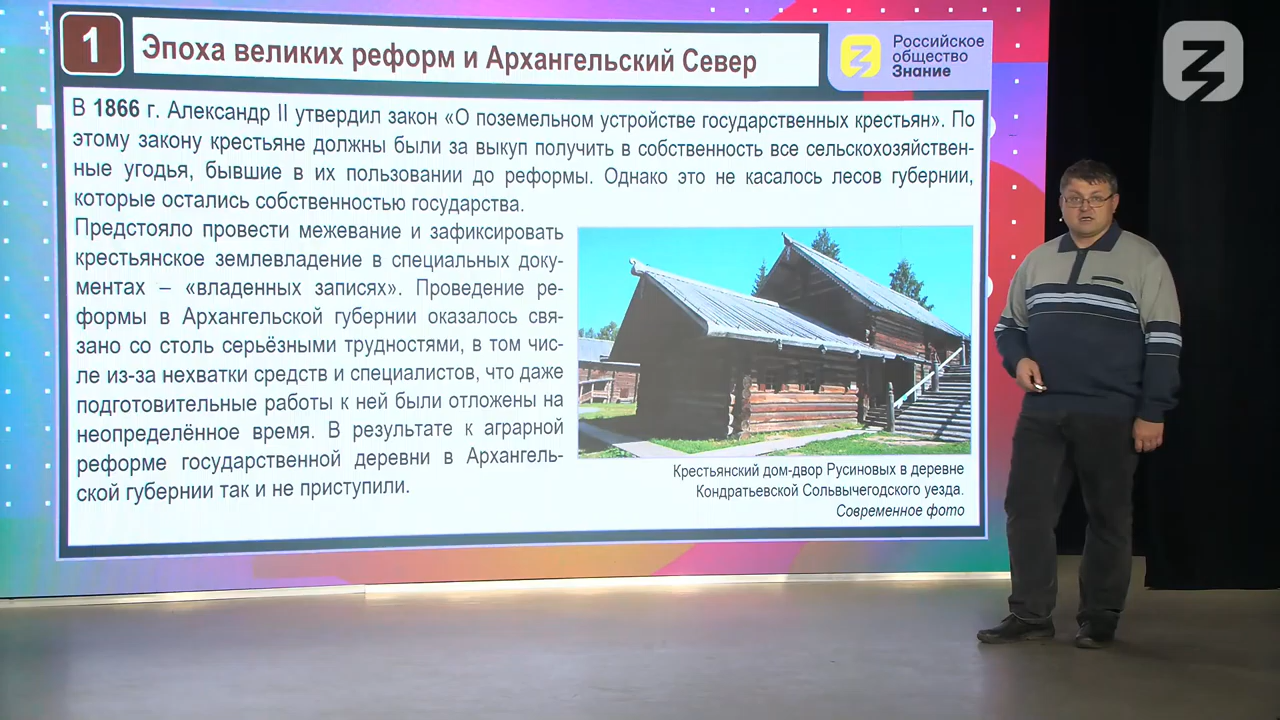 1
Эпоха великих реформ и Архангельский Север
Российское
общество
Знание
В 1866 г. Александр II утвердил закон «О поземельном устройстве государственных крестьян». По
этому закону крестьяне должны были за выкуп получить в собственность все сельскохозяйствен-
ные угодья, бывшие в их пользовании до реформы. Однако это не касалось лесов губернии,
которые остались собственностью государства.
Предстояло провести межевание и зафиксировать
крестьянское землевладение в специальных доку-
ментах – «владенных записях». Проведение ре-
формы в Архангельской губернии оказалось свя-
зано со столь серьёзными трудностями, в том чис-
ле из-за нехватки средств и специалистов, что даже
подготовительные работы к ней были отложены на
неопределённое время. В результате к аграрной
реформе государственной деревни в Архангель-
ской губернии так и не приступили.
Крестьянский дом-двор Русиновых в деревне
Кондратьевской Сольвычегодского уезда.
Современное фото